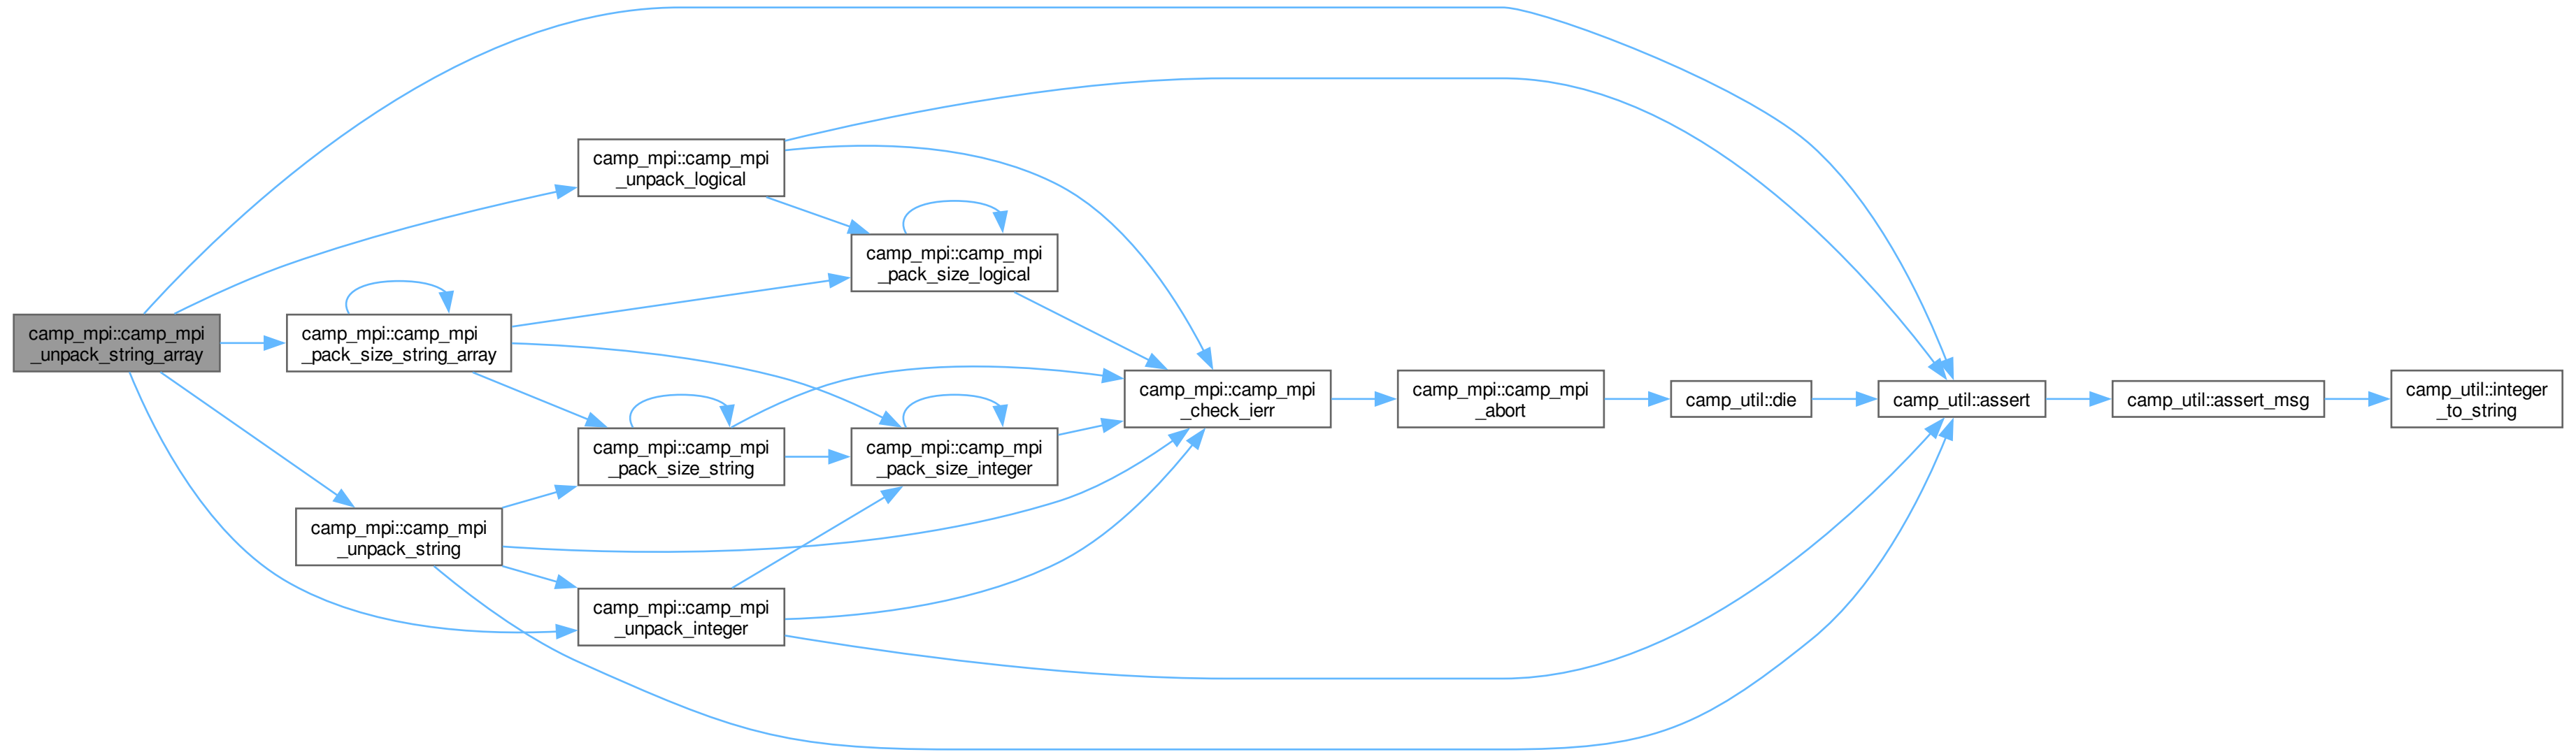 camp_mpi::camp_mpi
_unpack_string_array
camp_mpi::camp_mpi
_pack_size_string_array
camp_mpi::camp_mpi
_unpack_string
camp_mpi::camp_mpi
_unpack_logical
camp_mpi::camp_mpi
_pack_size_string
camp_mpi::camp_mpi
_unpack_integer
camp_mpi::camp_mpi
_pack_size_logical
camp_mpi::camp_mpi
_pack_size_integer
camp_mpi::camp_mpi
_check_ierr
camp_mpi::camp_mpi
_abort
camp_util::die
camp_util::assert
camp_util::assert_msg
camp_util::integer
_to_string